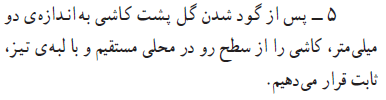 ۵ ــ پس از گود شدن گل پشت کاشی به اندازه‌ی دو
میلی‌متر، کاشی را از سطح رو در محلی مستقیم و با لبه‌ی تیز،
ثابت قرار می‌دهیم.